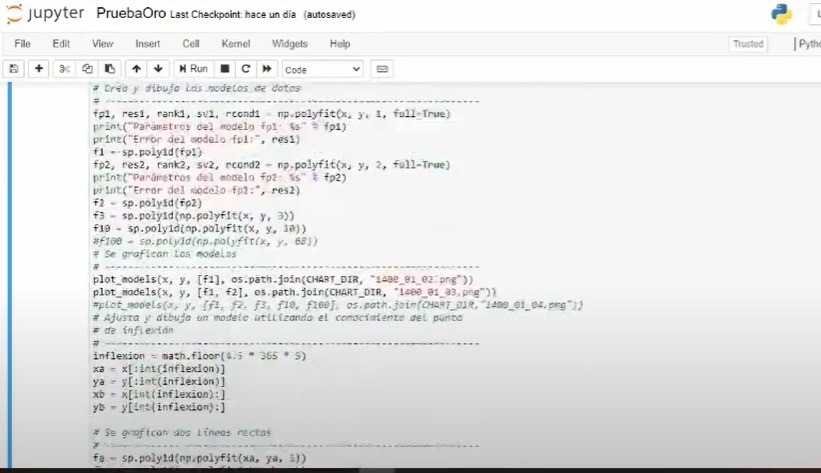 jupyter PruebaOro Last Checkpoint: hace un día (autosaved)
File Edit View Insert Cell Kernel Widgets Help Trusted
Run Code
# Crea y dibuja los modelos de datos
# ----------------------------------------------------------------
fp1, res1, rank1, sv1, rcond1 = np.polyfit(x, y, 1, full=True)
print("Parámetros del modelo fp1: %s" % fp1)
print("Error del modelo fp1:", res1)
f1 = sp.poly1d(fp1)
fp2, res2, rank2, sv2, rcond2 = np.polyfit(x, y, 2, full=True)
print("Parámetros del modelo fp2: %s" % fp2)
print("Error del modelo fp2:", res2)
f2 = sp.poly1d(fp2)
f3 = sp.poly1d(np.polyfit(x, y, 3))
f10 = sp.poly1d(np.polyfit(x, y, 10))
#f100 = sp.poly1d(np.polyfit(x, y, 68))
# Se grafican los modelos
# ----------------------------------------------------------------
plot_models(x, y, [f1], os.path.join(CHART_DIR, "1400_01_02.png"))
plot_models(x, y, [f1, f2], os.path.join(CHART_DIR, "1400_01_03.png"))
#plot_models(x, y, [f1, f2, f3, f10, f100], os.path.join(CHART_DIR,"1400_01_04.png"))
# Ajusta y dibuja un modelo utilizando el conocimiento del punto
# de inflexión
# ----------------------------------------------------------------
inflexion = math.floor( * 365 * 5)
xa = x[:int(inflexion)]
ya = y[:int(inflexion)]
xb = x[int(inflexion):]
yb = y[int(inflexion):]
# Se grafican dos líneas rectas
# ----------------------------------------------------------------
fa = sp.poly1d(np.polyfit(xa, ya, 1))